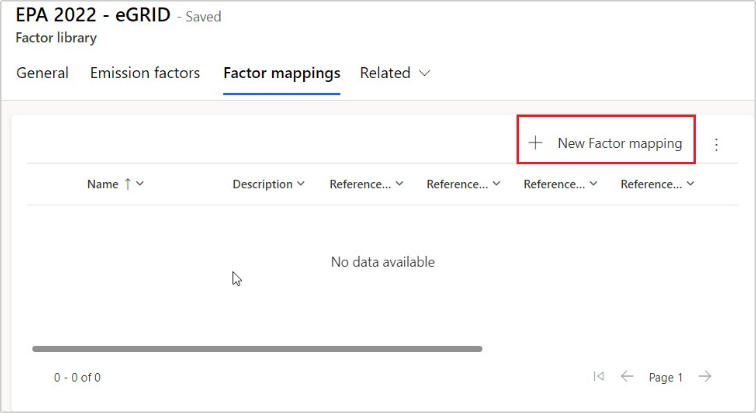 EPA 2022 - eGRID - Saved
Factor library
General Emission factors Factor mappings Related
New Factor mapping
Name Description Reference... Reference... Reference... Reference...
No data available
0 - 0 of 0 Page 1